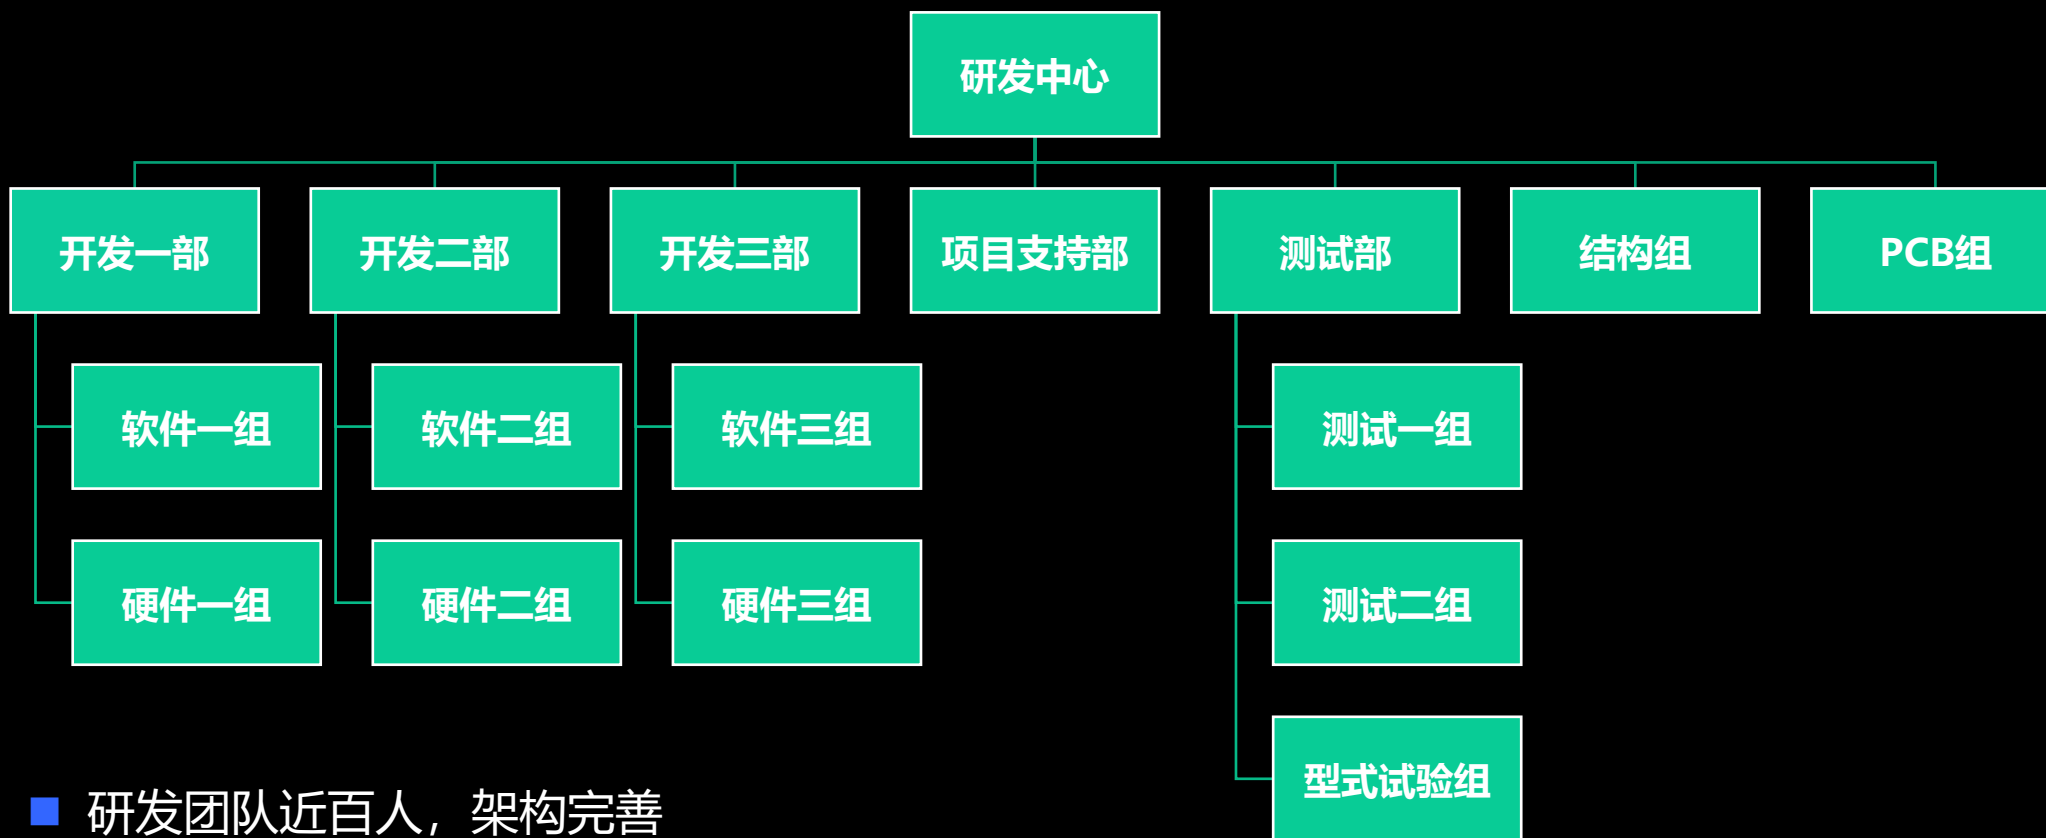 研发中心
开发一部
开发二部
开发三部
项目支持部
测试部
结构组
PCB组
软件一组
软件二组
软件三组
测试一组
硬件一组
硬件二组
硬件三组
测试二组
型式试验组
研发团队近百人，架构完善